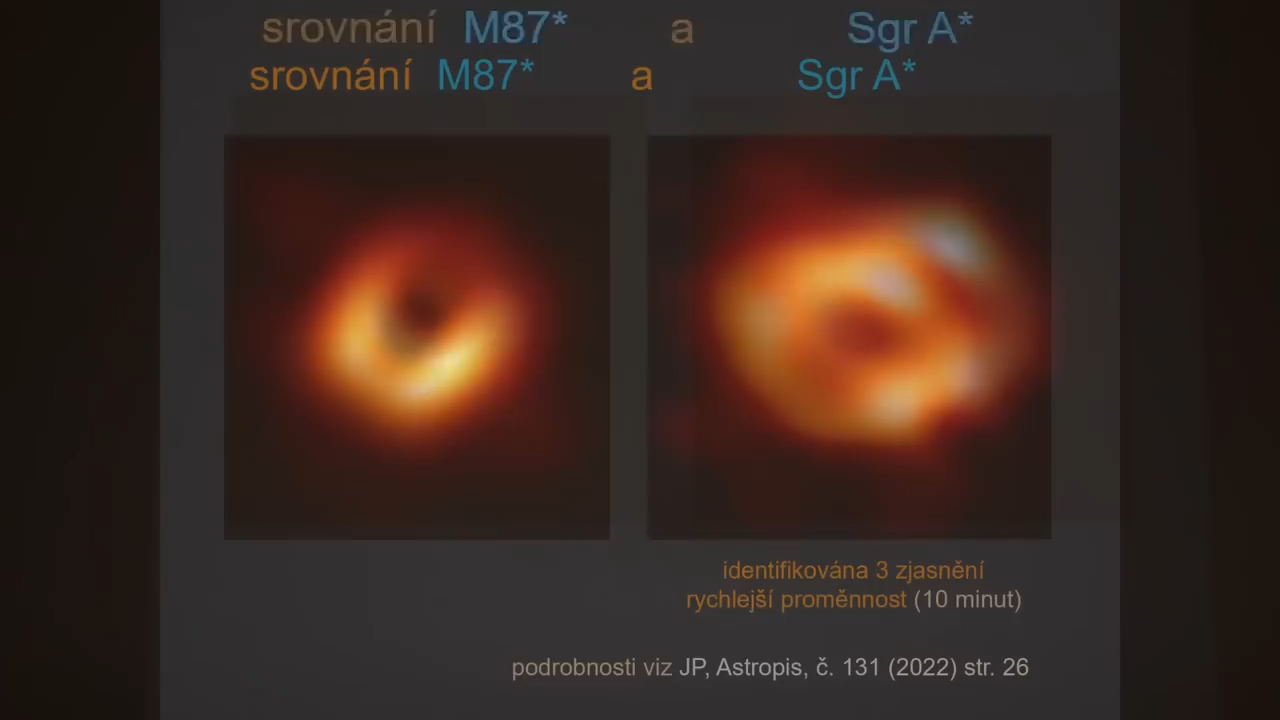 srovnání M87* a Sgr A*
srovnání M87* a Sgr A*
identifikována 3 zjasnění
rychlejší proměnnost (10 minut)
podrobnosti viz JP, Astropis, č. 131 (2022) str. 26